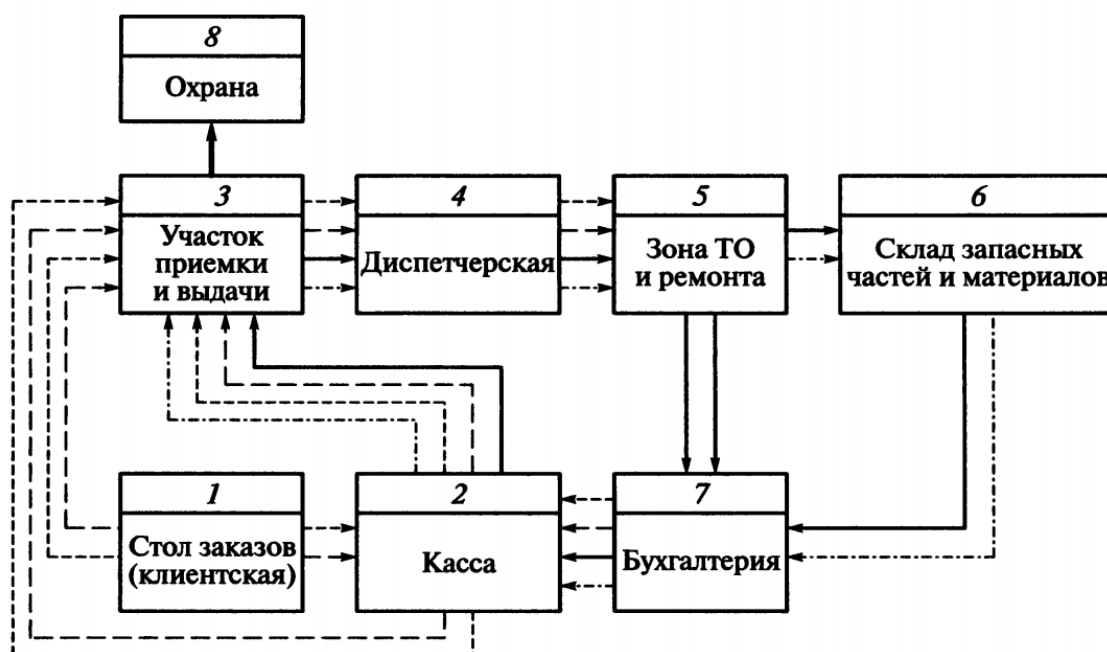 8
Охрана
3
Участок
приемки
и выдачи
4
Диспетчерская
5
Зона ТО
и ремонта
6
Склад запасных
частей и материалов
1
Стол заказов
(клиентская)
2
Касса
7
Бухгалтерия